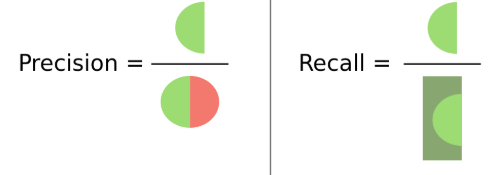 Precision =
Recall =